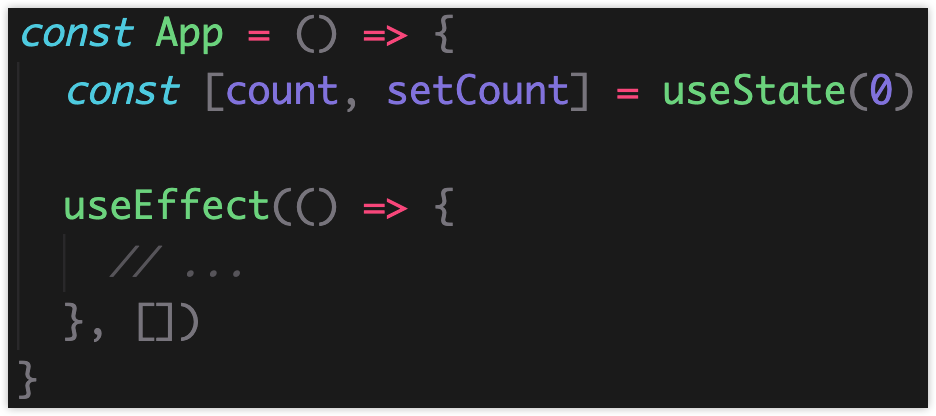 const App = () => {
const [count, setCount] = useState(0)
useEffect(() => {
// ...
}, [])
}